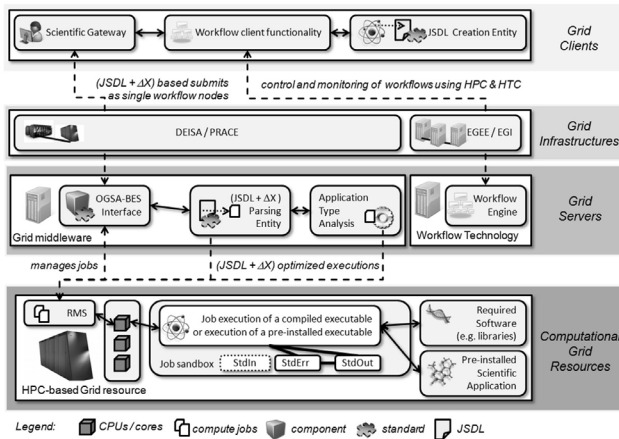 Scientific Gateway
Workflow client functionality
JSDL Creation Entity
Grid
Clients
(JSDL + ΔX) based submits
as single workflow nodes
control and monitoring of workflows using HPC & HTC
DEISA / PRACE
EGEE / EGI
Grid
Infrastructures
OGSA-BES
Interface
(JSDL + ΔX)
Parsing
Entity
Application
Type
Analysis
Grid middleware
Workflow
Engine
Workflow Technology
Grid
Servers
manages jobs
(JSDL + ΔX) optimized executions
RMS
HPC-based Grid resource
Job execution of a compiled executable
or execution of a pre-installed executable
Job sandbox
StdIn
StdErr
StdOut
Required
Software
(e.g. libraries)
Pre-installed
Scientific
Application
Computational
Grid
Resources
Legend:
CPUs / cores
compute jobs
component
standard
JSDL